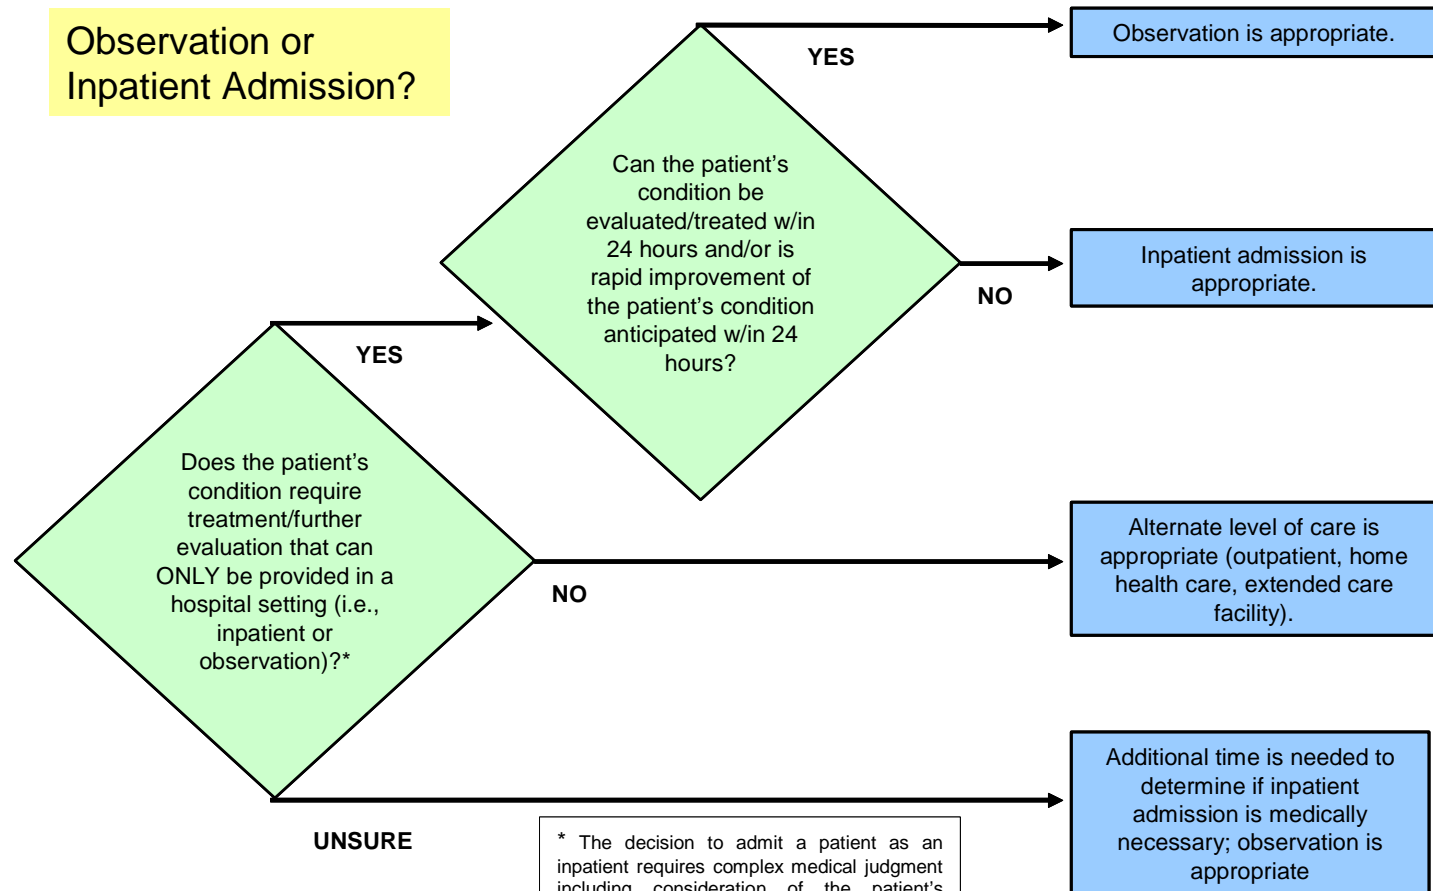 Observation or
Inpatient Admission?
YES
Observation is appropriate.
Can the patient’s
condition be
evaluated/treated w/in
24 hours and/or is
rapid improvement of
the patient’s condition
anticipated w/in 24
hours?
NO
Inpatient admission is
appropriate.
YES
Does the patient’s
condition require
treatment/further
evaluation that can
ONLY be provided in a
hospital setting (i.e.,
inpatient or
observation)?*
NO
Alternate level of care is
appropriate (outpatient, home
health care, extended care
facility).
UNSURE
Additional time is needed to
determine if inpatient
admission is medically
necessary; observation is
appropriate
* The decision to admit a patient as an
inpatient requires complex medical judgment
including consideration of the patient’s